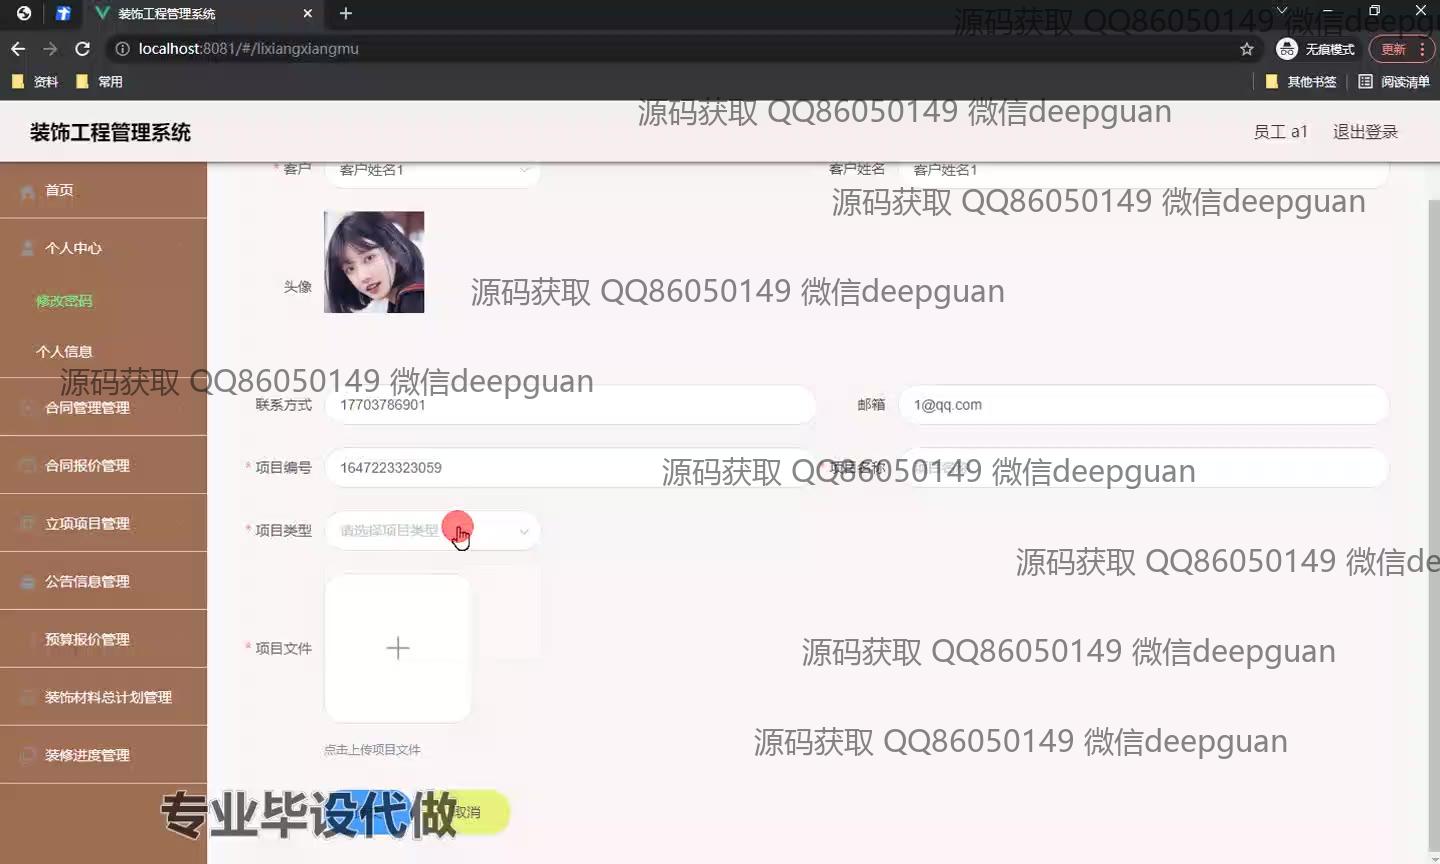 装饰工程管理系统
源码获取 QQ86050149 微信deepg
localhost:8081/#/lixiangxiangmu
无痕模式
更新
资料
常用
其他书签
阅读清单
源码获取 QQ86050149 微信deepguan
装饰工程管理系统
员工 a1
退出登录
* 客户
客户姓名1
客户姓名
客户姓名1
首页
源码获取 QQ86050149 微信deepguan
个人中心
头像
源码获取 QQ86050149 微信deepguan
修改密码
个人信息
源码获取 QQ86050149 微信deepguan
合同管理管理
联系方式
17703786901
邮箱
1@qq.com
合同报价管理
* 项目编号
1647223323059
源码获取 QQ86050149 微信deepguan
* 项目名称
立项项目管理
* 项目类型
请选择项目类型
源码获取 QQ86050149 微信de
公告信息管理
预算报价管理
* 项目文件
源码获取 QQ86050149 微信deepguan
装饰材料总计划管理
点击上传项目文件
源码获取 QQ86050149 微信deepguan
装修进度管理
专业毕设代做
取消